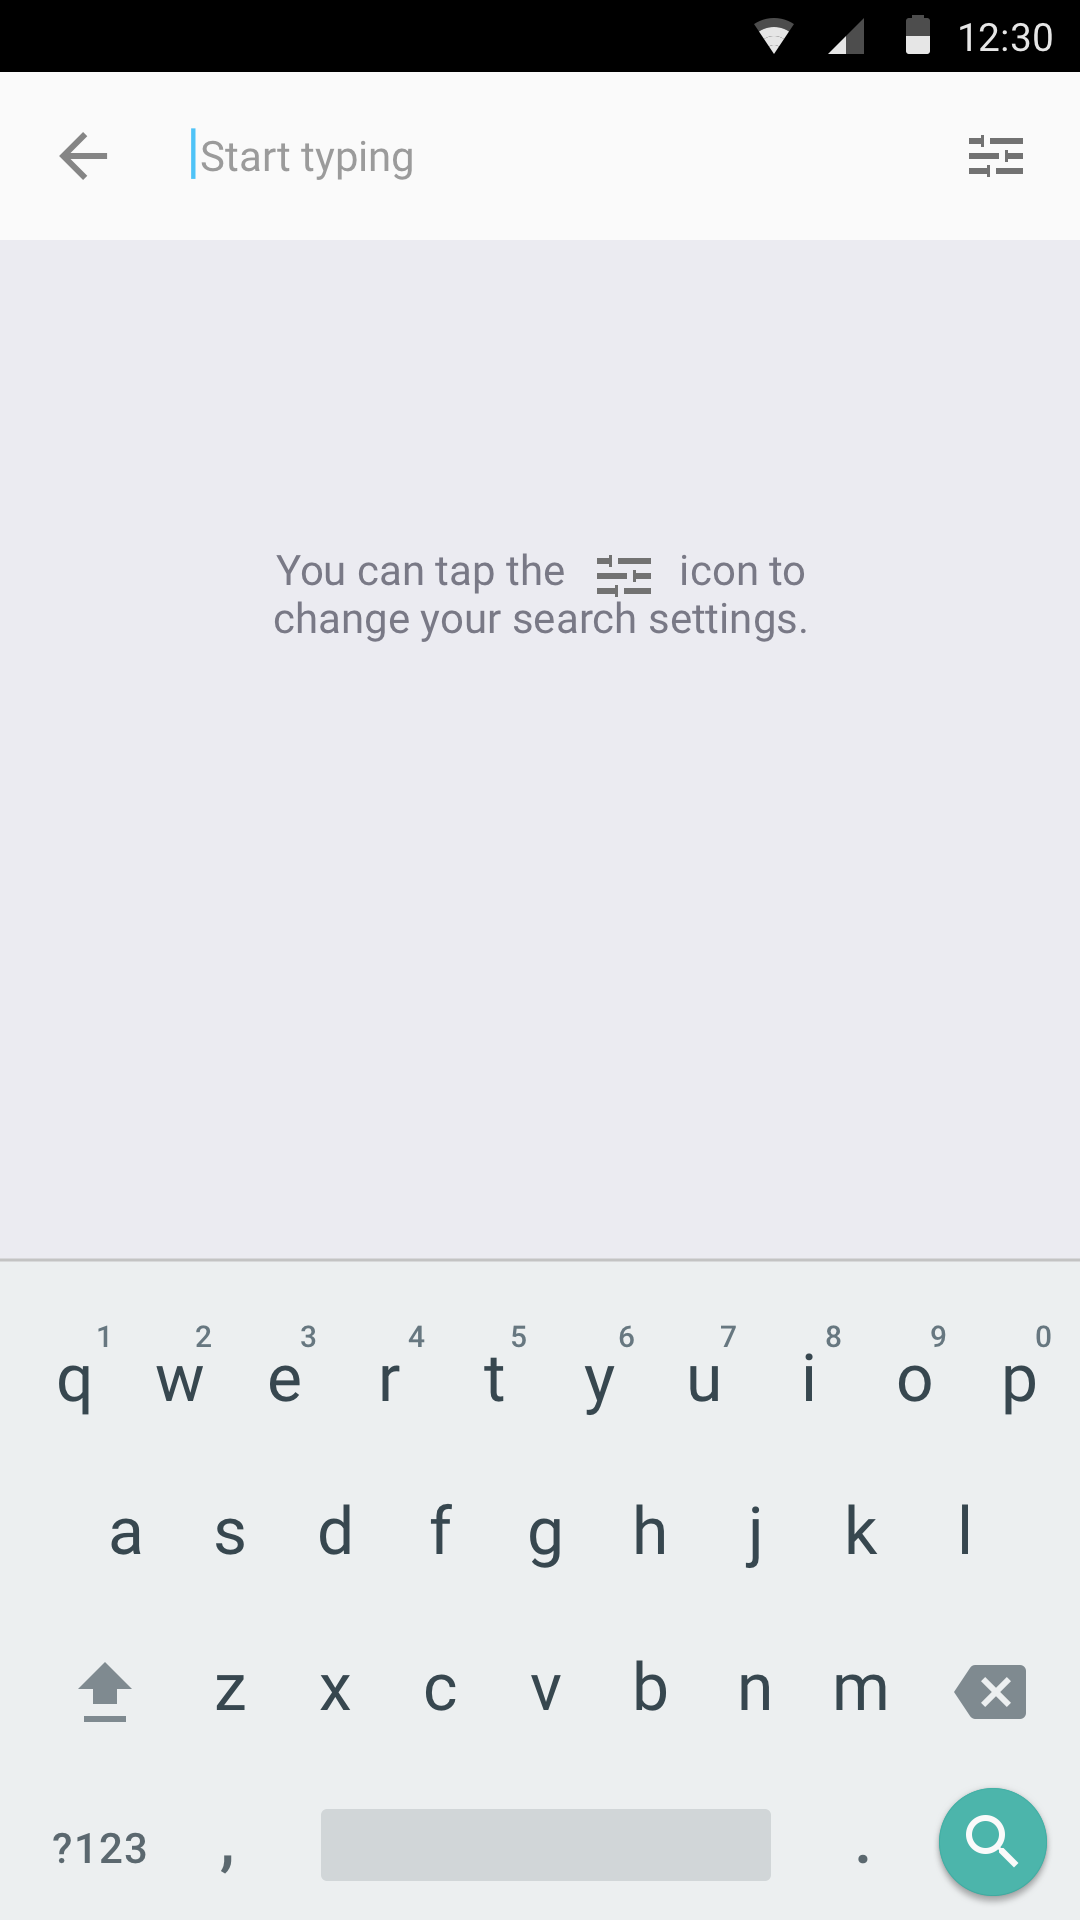 12:30
Start typing
You can tap the icon to
change your search settings.
1 2 3 4 5 6 7 8 9 0
q w e r t y u i o p
a s d f g h j k l
z x c v b n m
?123 , .